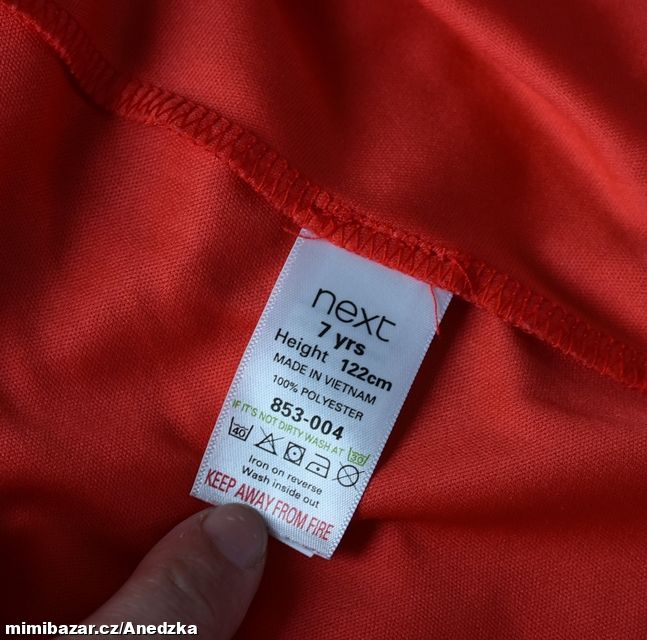 next
7 yrs
Height 122cm
MADE IN VIETNAM
100% POLYESTER
853-004
IF IT'S NOT DIRTY WASH AT 30
40
Iron on reverse
Wash inside out
KEEP AWAY FROM FIRE
mimibazar.cz/Anedzka